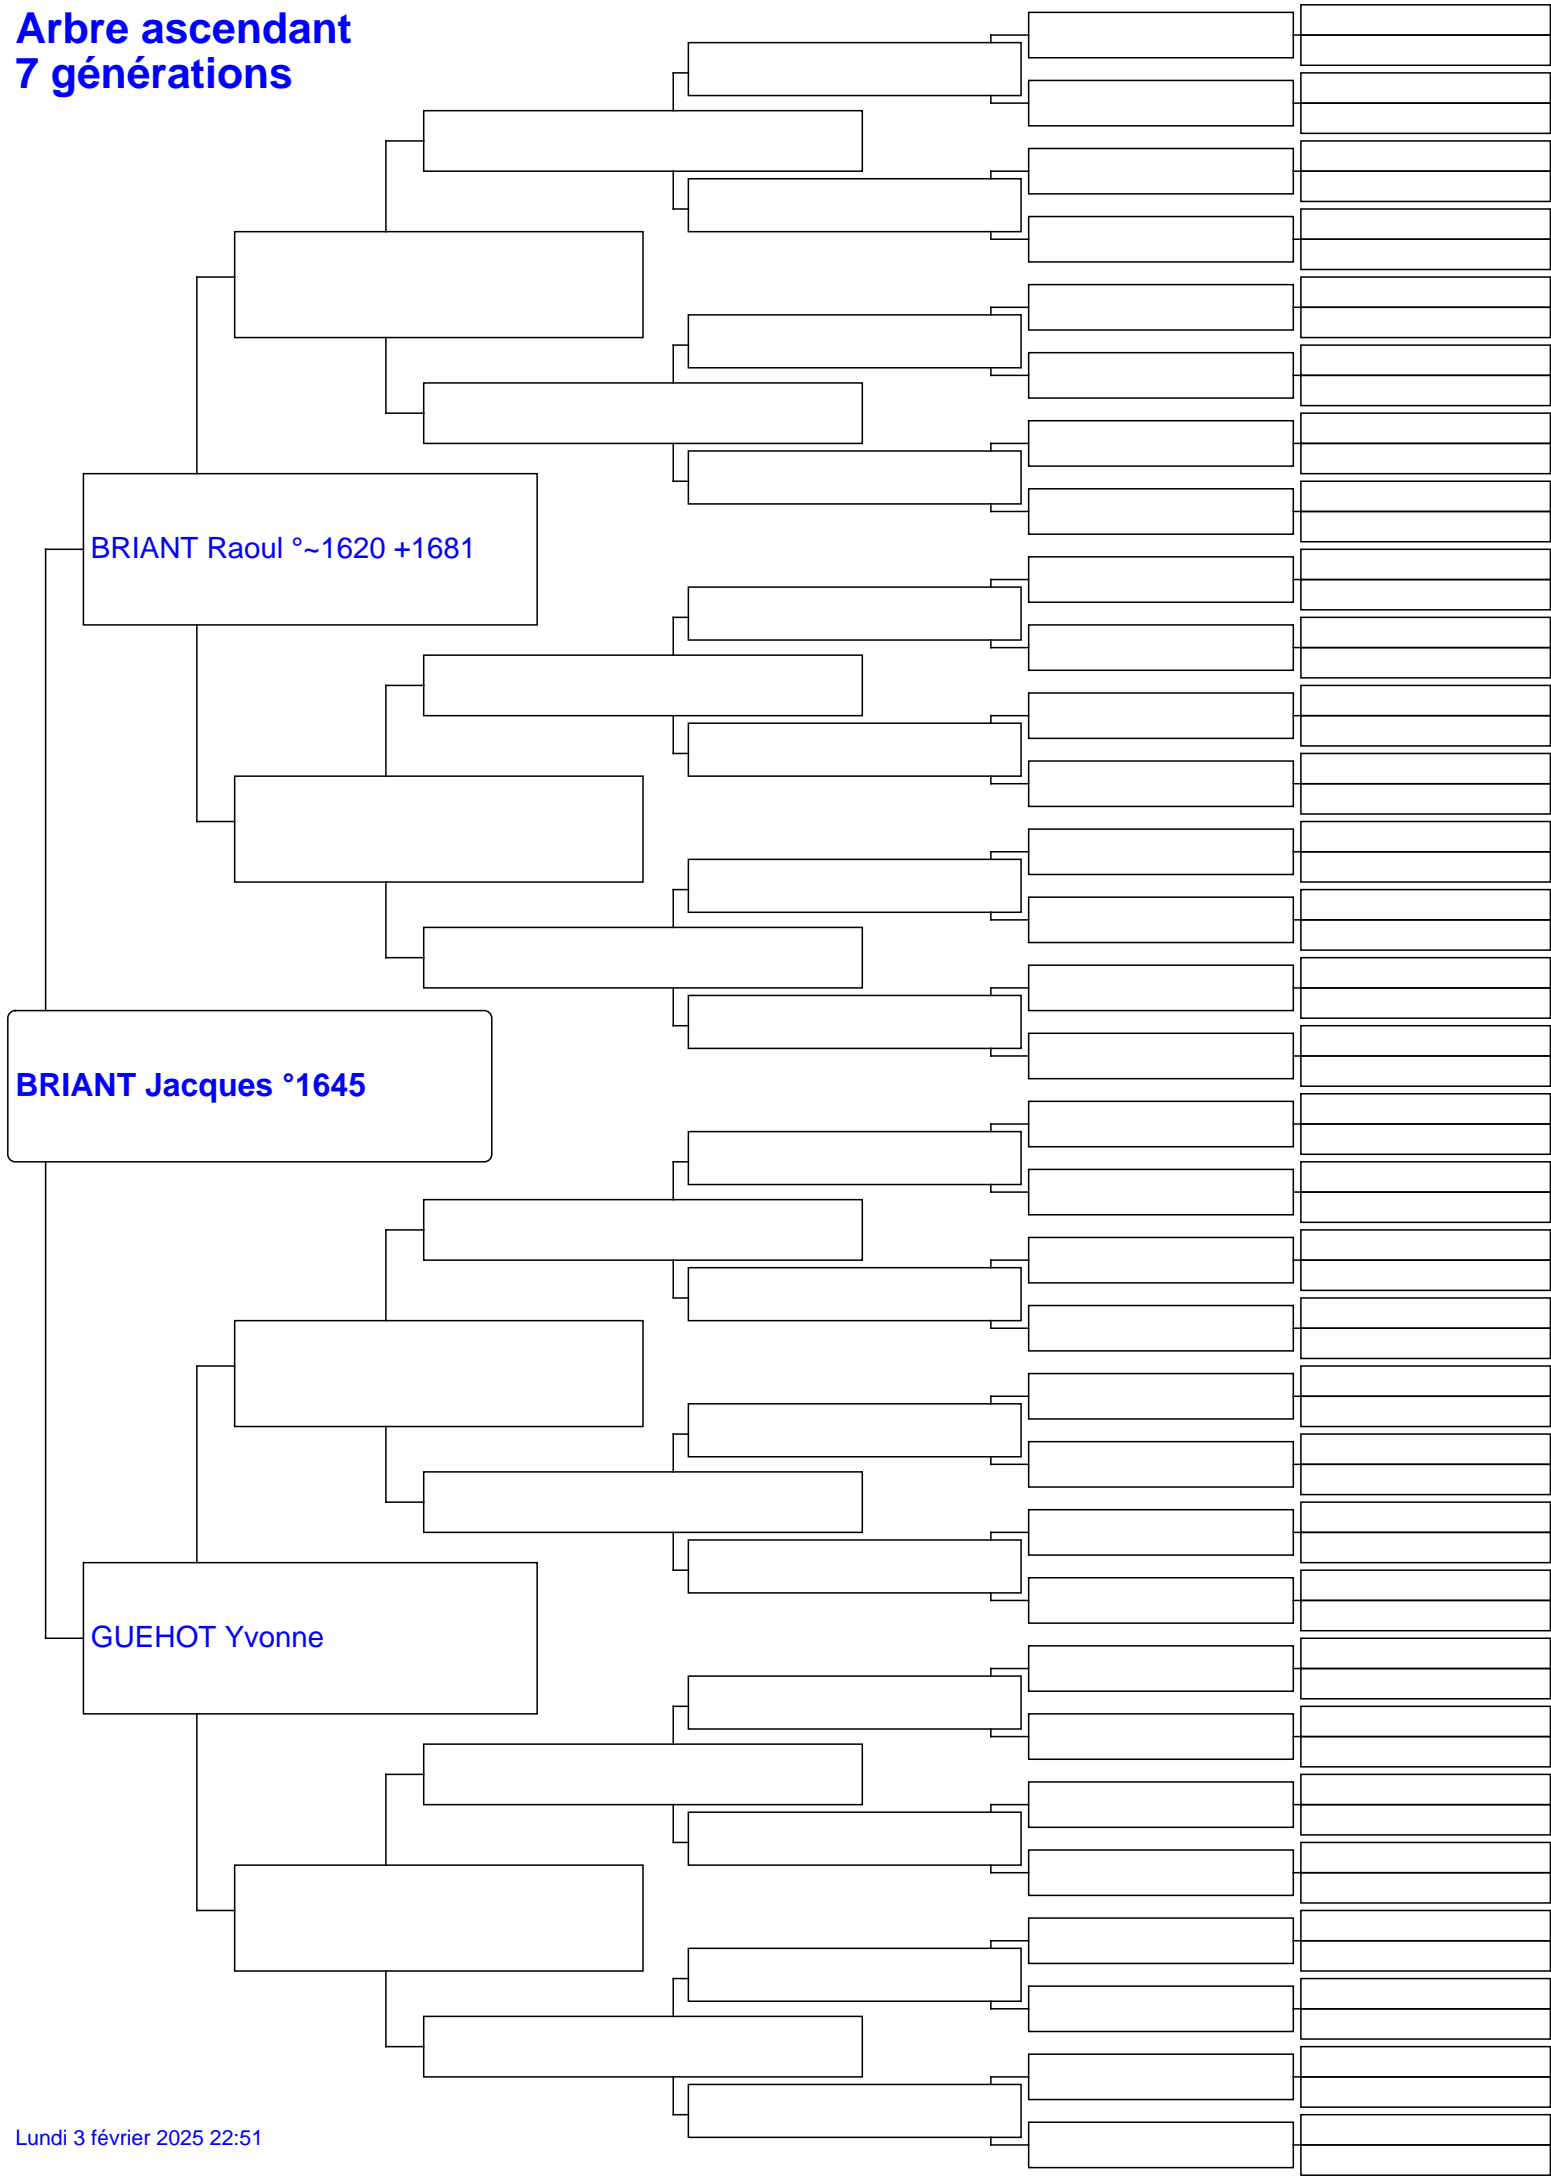 Arbre ascendant
7 générations
BRIANT Raoul °~1620 +1681
BRIANT Jacques °1645
GUEHOT Yvonne
Lundi 3 février 2025 22:51